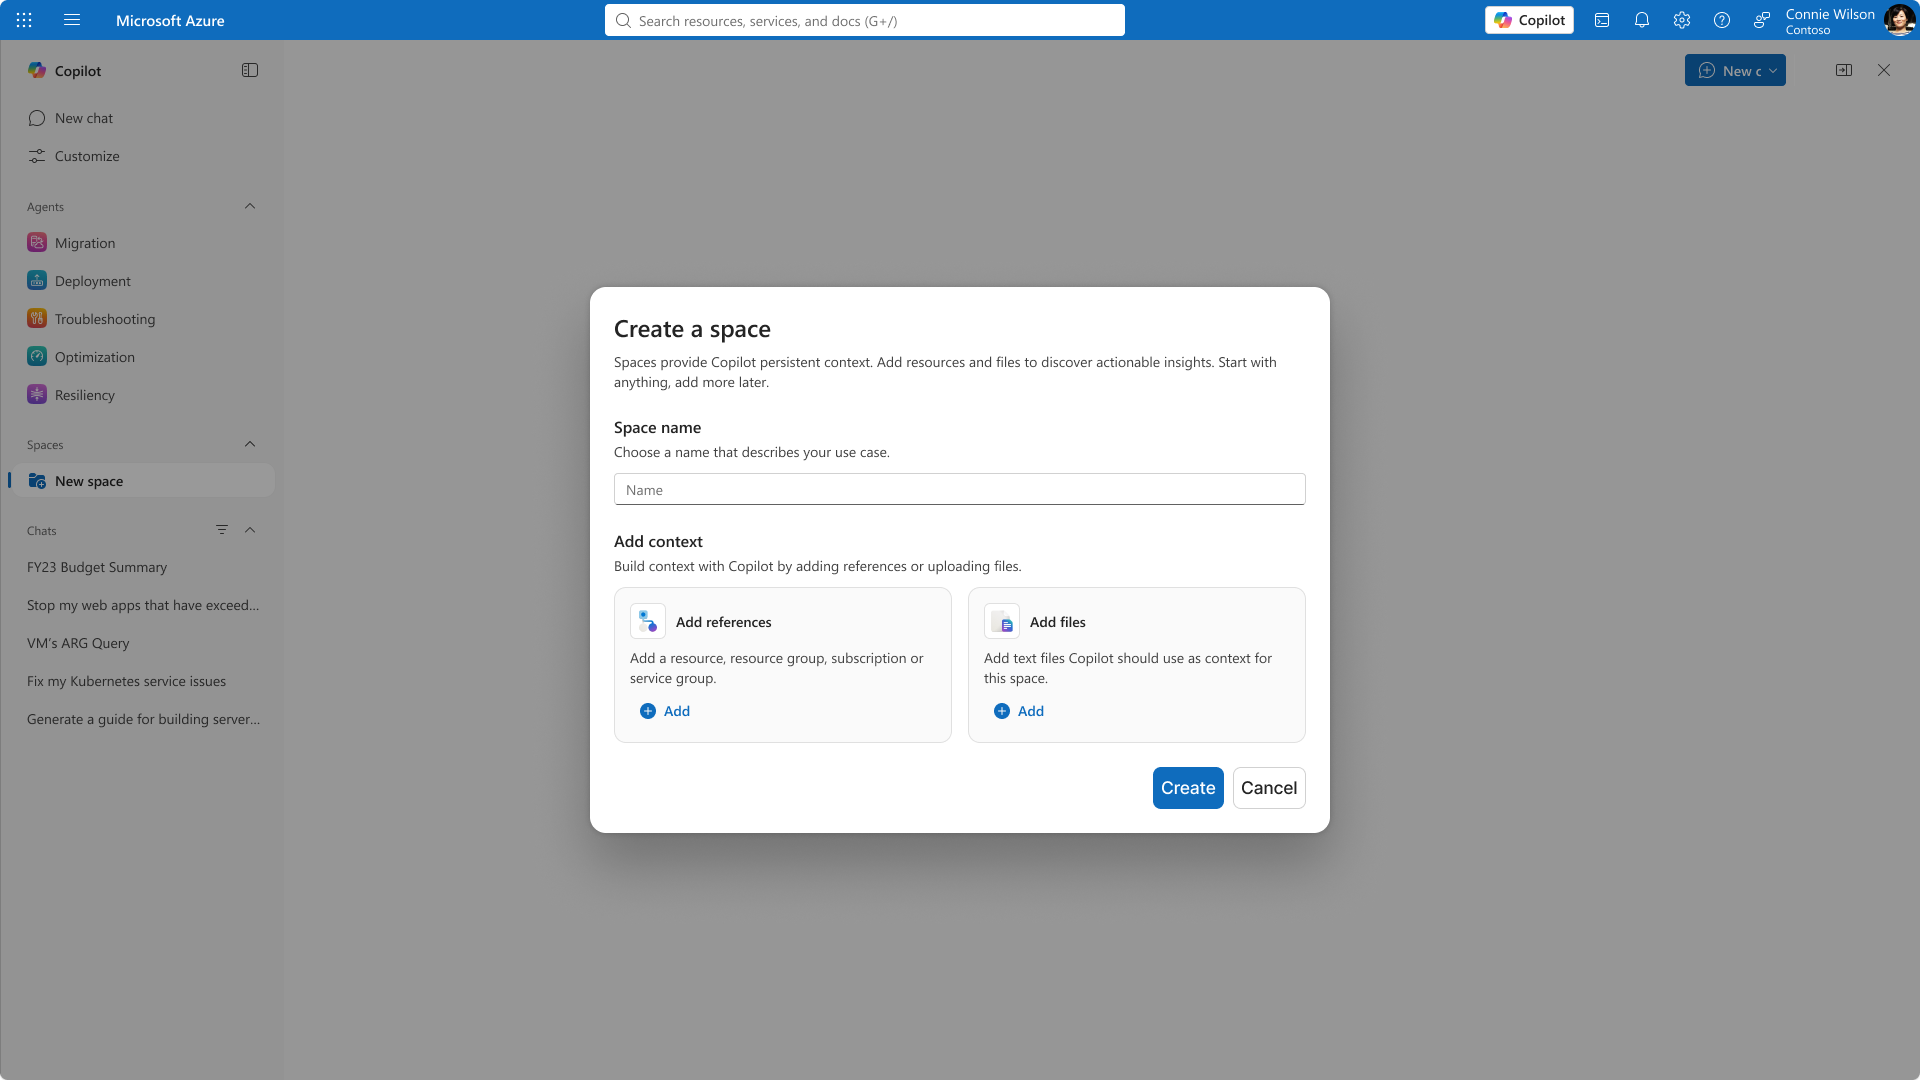 Microsoft Azure
Search resources, services, and docs (G+/)
Copilot
Connie Wilson
Contoso
Copilot
New c
New chat
Customize
Agents
Migration
Deployment
Troubleshooting
Optimization
Resiliency
Spaces
New space
Chats
FY23 Budget Summary
Stop my web apps that have exceed...
VM's ARG Query
Fix my Kubernetes service issues
Generate a guide for building server...
Create a space
Spaces provide Copilot persistent context. Add resources and files to discover actionable insights. Start with
anything, add more later.
Space name
Choose a name that describes your use case.
Name
Add context
Build context with Copilot by adding references or uploading files.
Add references
Add a resource, resource group, subscription or
service group.
Add
Add files
Add text files Copilot should use as context for
this space.
Add
Create
Cancel